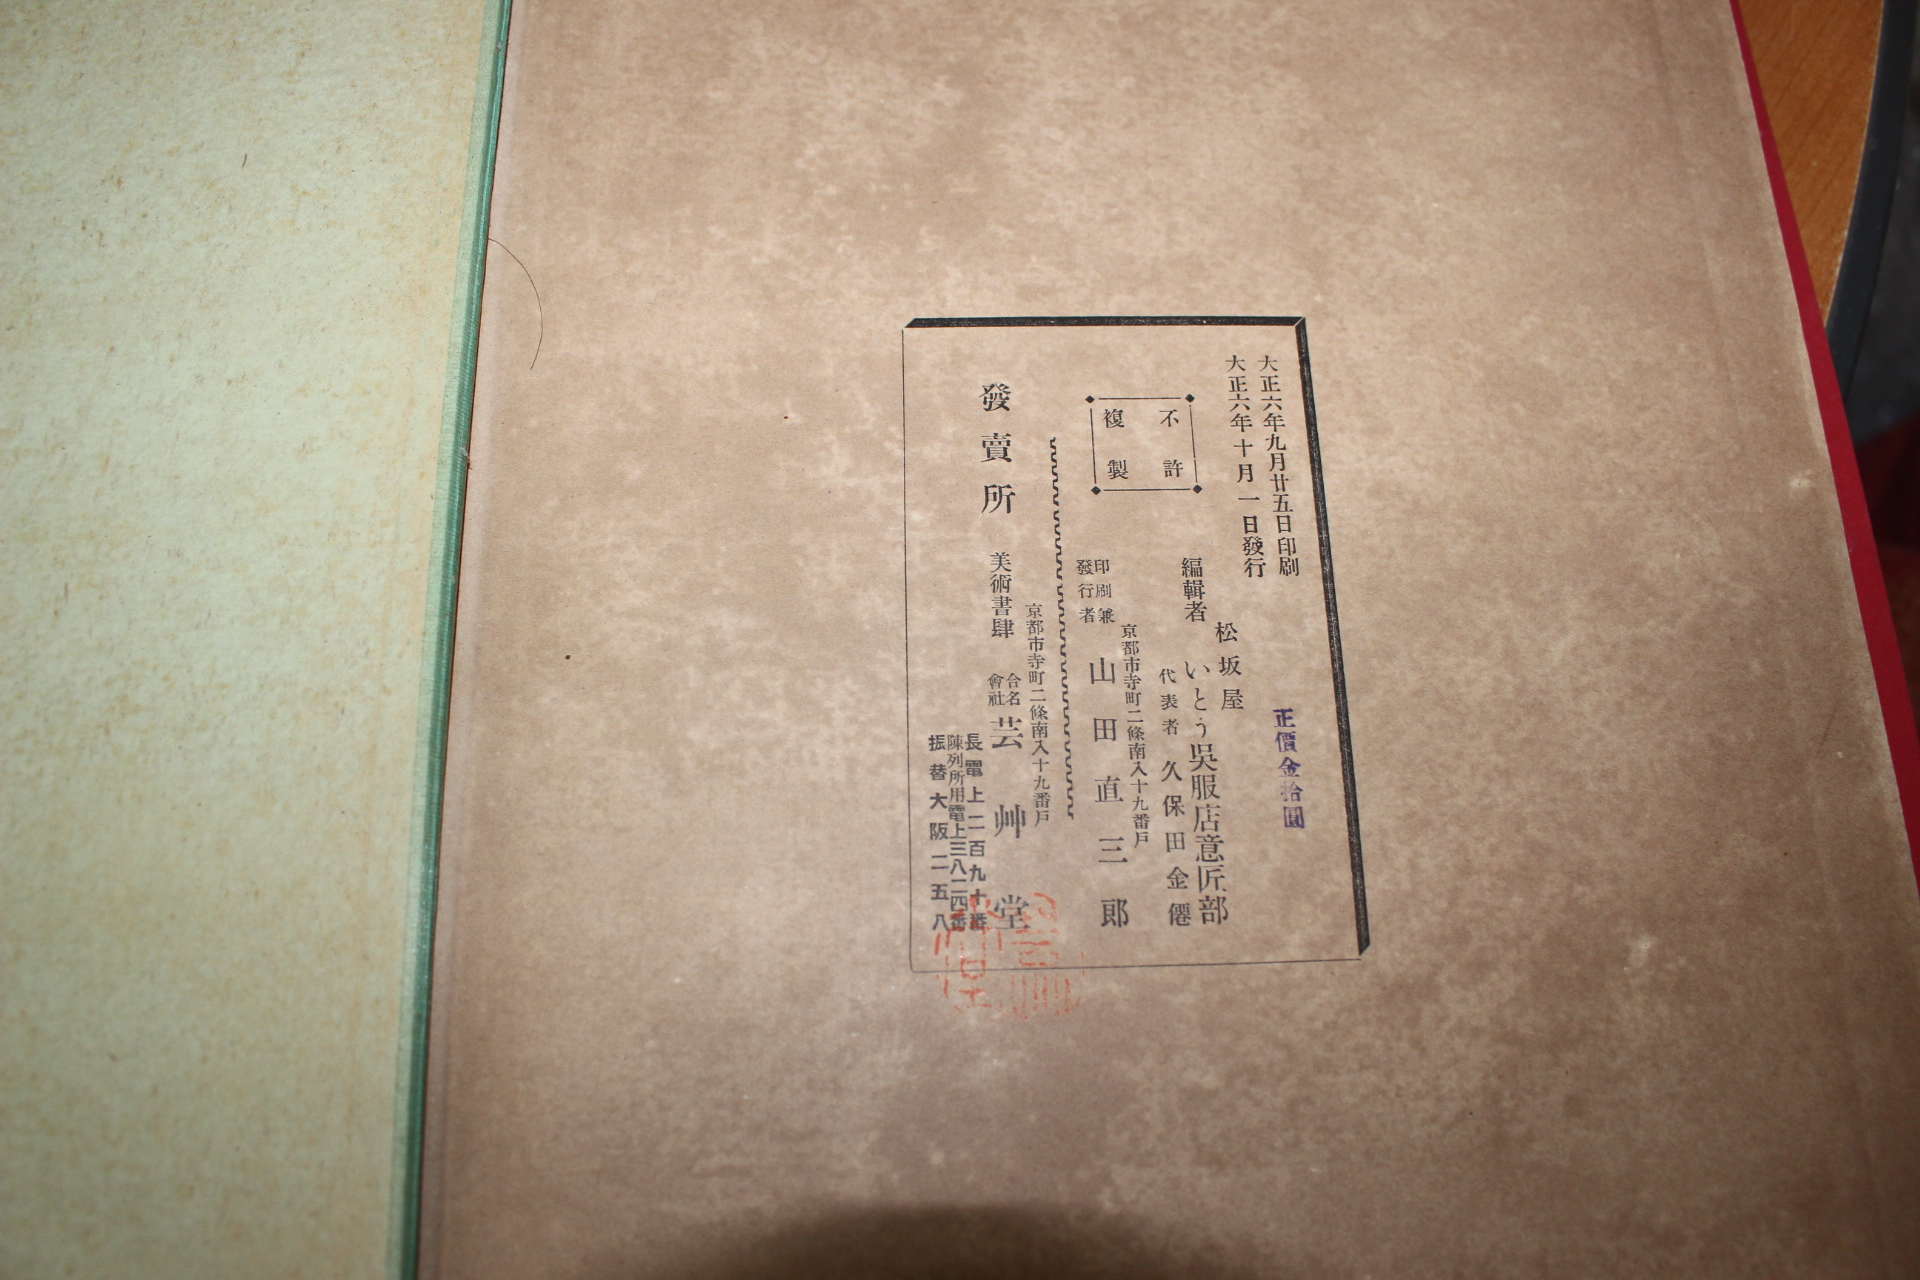 大正六年九月廿五日印刷
大正六年十月一日發行
正價金拾圓
不許
複製
松坂屋
編輯者 いとう吳服店意匠部
代表者 久保田金僊
京都市寺町二條南入十九番戸
印刷兼
發行者
山田直三郎
京都市寺町二條南入十九番戸
發賣所 美術書肆
合名
會社
芸艸堂
長電上二百九十番
陳列所用電上三八二四番
振替大阪二五八